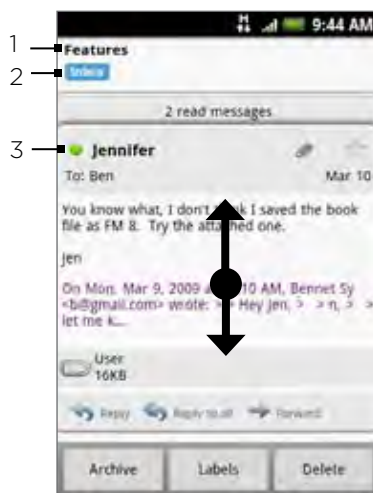 9:44 AM
1
Features
2
Inbox
2 read messages
3
Jennifer
To: Ben
Mar 10
You know what, I don't think I saved the book
file as FM 8. Try the attached one.
Jen
On Mon, Mar 9, 2009 10 AM, Bennet Sy
<b@gmail.com> wrote: > > Hey Jen, > > n, > >
let me k...
User
16KB
Reply
Reply to all
Forward
Archive
Labels
Delete